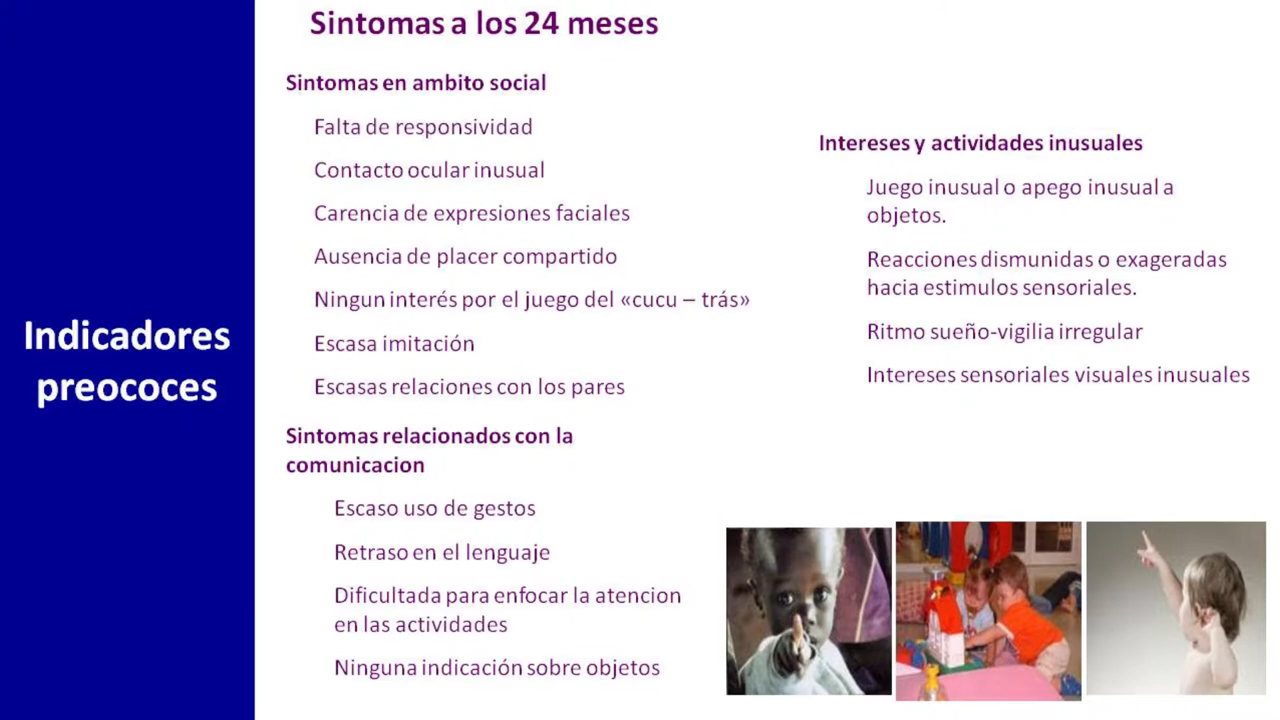 Indicadores
preococes
Sintomas a los 24 meses
Sintomas en ambito social
Falta de responsividad
Contacto ocular inusual
Carencia de expresiones faciales
Ausencia de placer compartido
Ningun interés por el juego del «cucu – trás»
Escasa imitación
Escasas relaciones con los pares
Sintomas relacionados con la
comunicacion
Escaso uso de gestos
Retraso en el lenguaje
Dificultada para enfocar la atencion
en las actividades
Ninguna indicación sobre objetos
Intereses y actividades inusuales
Juego inusual o apego inusual a
objetos.
Reacciones dismunidas o exageradas
hacia estimulos sensoriales.
Ritmo sueño-vigilia irregular
Intereses sensoriales visuales inusuales